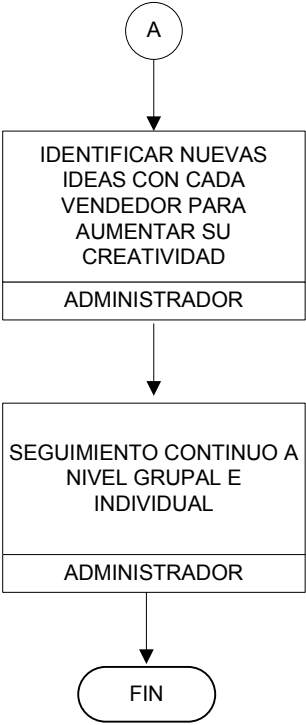 A
IDENTIFICAR NUEVAS
IDEAS CON CADA
VENDEDOR PARA
AUMENTAR SU
CREATIVIDAD
ADMINISTRADOR
SEGUIMIENTO CONTINUO A
NIVEL GRUPAL E
INDIVIDUAL
ADMINISTRADOR
FIN